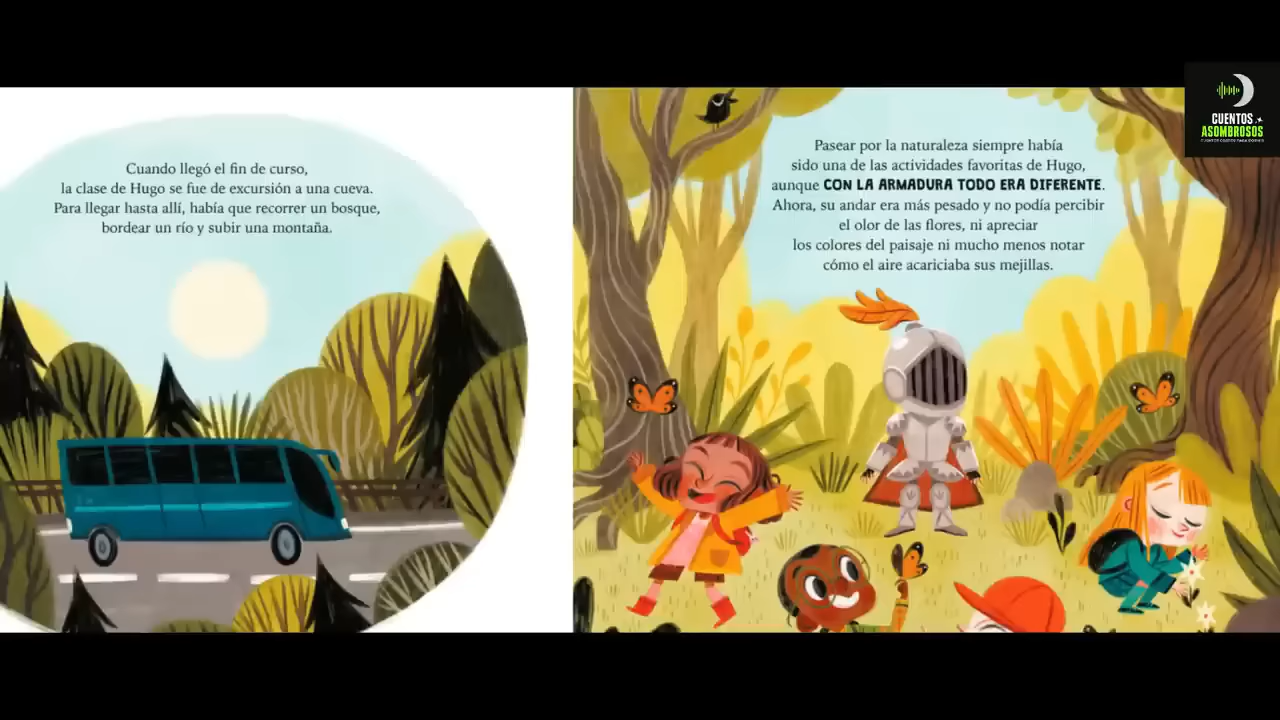 Cuando llegó el fin de curso,
la clase de Hugo se fue de excursión a una cueva.
Para llegar hasta allí, había que recorrer un bosque,
bordear un río y subir una montaña.
Pasear por la naturaleza siempre había
sido una de las actividades favoritas de Hugo,
aunque CON LA ARMADURA TODO ERA DIFERENTE.
Ahora, su andar era más pesado y no podía percibir
el olor de las flores, ni apreciar
los colores del paisaje ni mucho menos notar
cómo el aire acariciaba sus mejillas.
CUENTOS
ASOMBROSOS